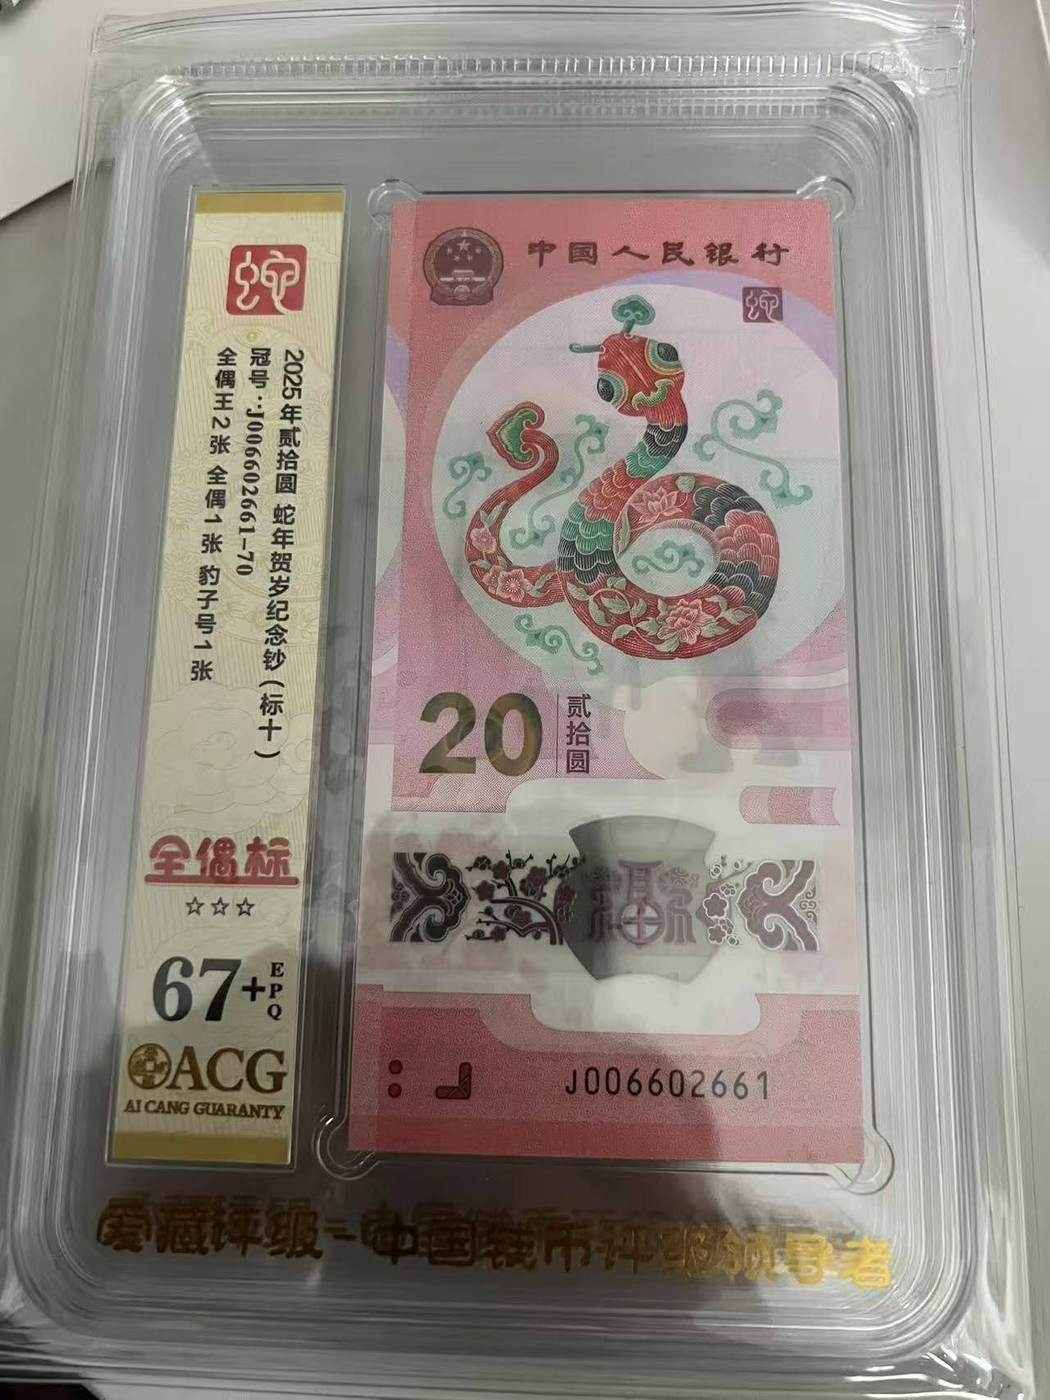 蛇
2025年贰拾圆 蛇年贺岁纪念钞(标十)
冠号:J006602661-70
全偶王2张 全偶1张 豹子号1张
全偶标
☆☆☆
67+EPQ
ACG
AI CANG GUARANTY
中国人民银行
蛇
20
贰拾圆
福
J006602661
爱藏评级-中国钱币评级领导者